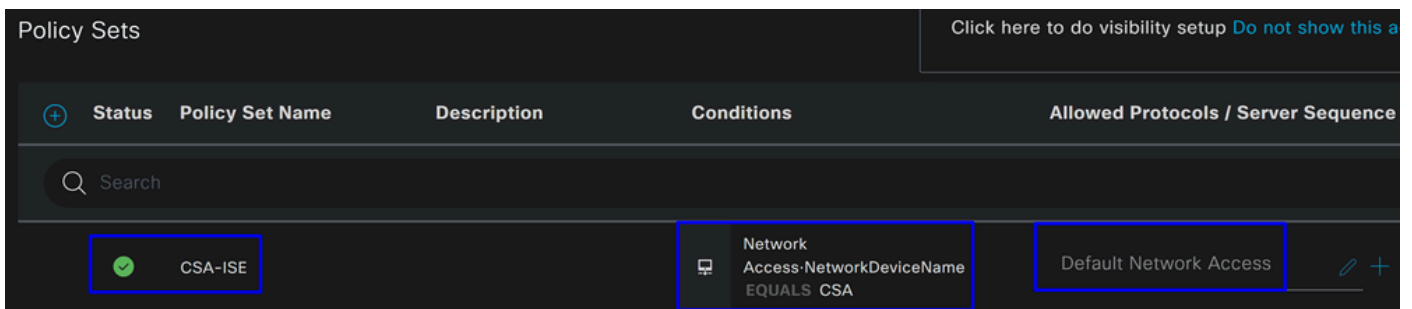 Policy Sets
Click here to do visibility setup Do not show this a
Status Policy Set Name Description Conditions Allowed Protocols / Server Sequence
Search
CSA-ISE
Network
Access·NetworkDeviceName
EQUALS CSA
Default Network Access